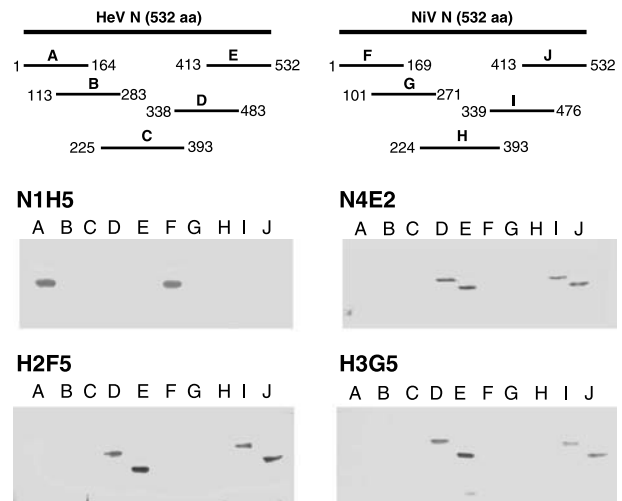 HeV N (532 aa) NiV N (532 aa)
A E F J
1 164 413 532 1 169 413 532
B G
113 283 101 271
D I
338 483 339 476
C H
225 393 224 393
N1H5 N4E2
A B C D E F G H I J A B C D E F G H I J
H2F5 H3G5
A B C D E F G H I J A B C D E F G H I J